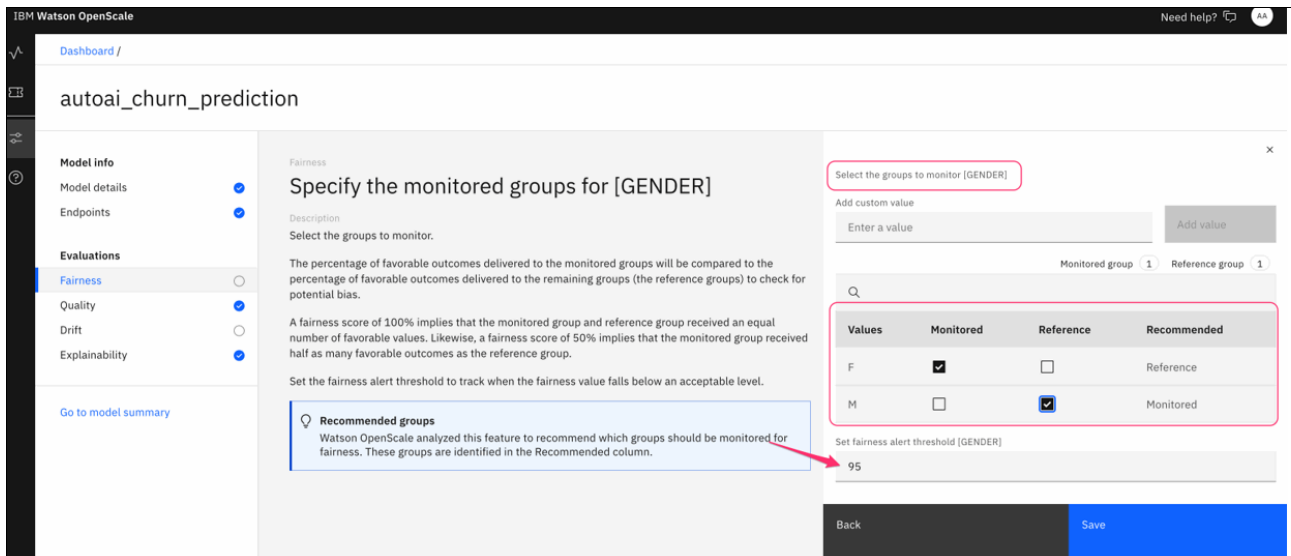 IBM Watson OpenScale
Need help?
AA
Dashboard /
autoai_churn_prediction
Model info
Model details
Endpoints
Evaluations
Fairness
Quality
Drift
Explainability
Go to model summary
Fairness
Specify the monitored groups for [GENDER]
Description
Select the groups to monitor.
The percentage of favorable outcomes delivered to the monitored groups will be compared to the
percentage of favorable outcomes delivered to the remaining groups (the reference groups) to check for
potential bias.
A fairness score of 100% implies that the monitored group and reference group received an equal
number of favorable values. Likewise, a fairness score of 50% implies that the monitored group received
half as many favorable outcomes as the reference group.
Set the fairness alert threshold to track when the fairness value falls below an acceptable level.
Recommended groups
Watson OpenScale analyzed this feature to recommend which groups should be monitored for
fairness. These groups are identified in the Recommended column.
Select the groups to monitor [GENDER]
Add custom value
Enter a value
Add value
Monitored group 1 Reference group 1
Values Monitored Reference Recommended
F Reference
M Monitored
Set fairness alert threshold [GENDER]
95
Back
Save